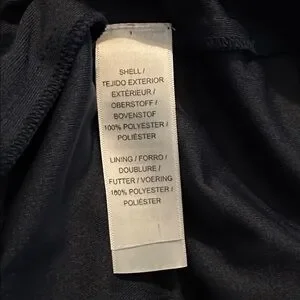 SHELL /
TEJIDO EXTERIOR
EXTÉRIEUR /
OBERSTOFF /
BOVENSTOF
100% POLYESTER /
POLIÉSTER
LINING / FORRO /
DOUBLURE /
FUTTER / VOERING
100% POLYESTER /
POLIÉSTER